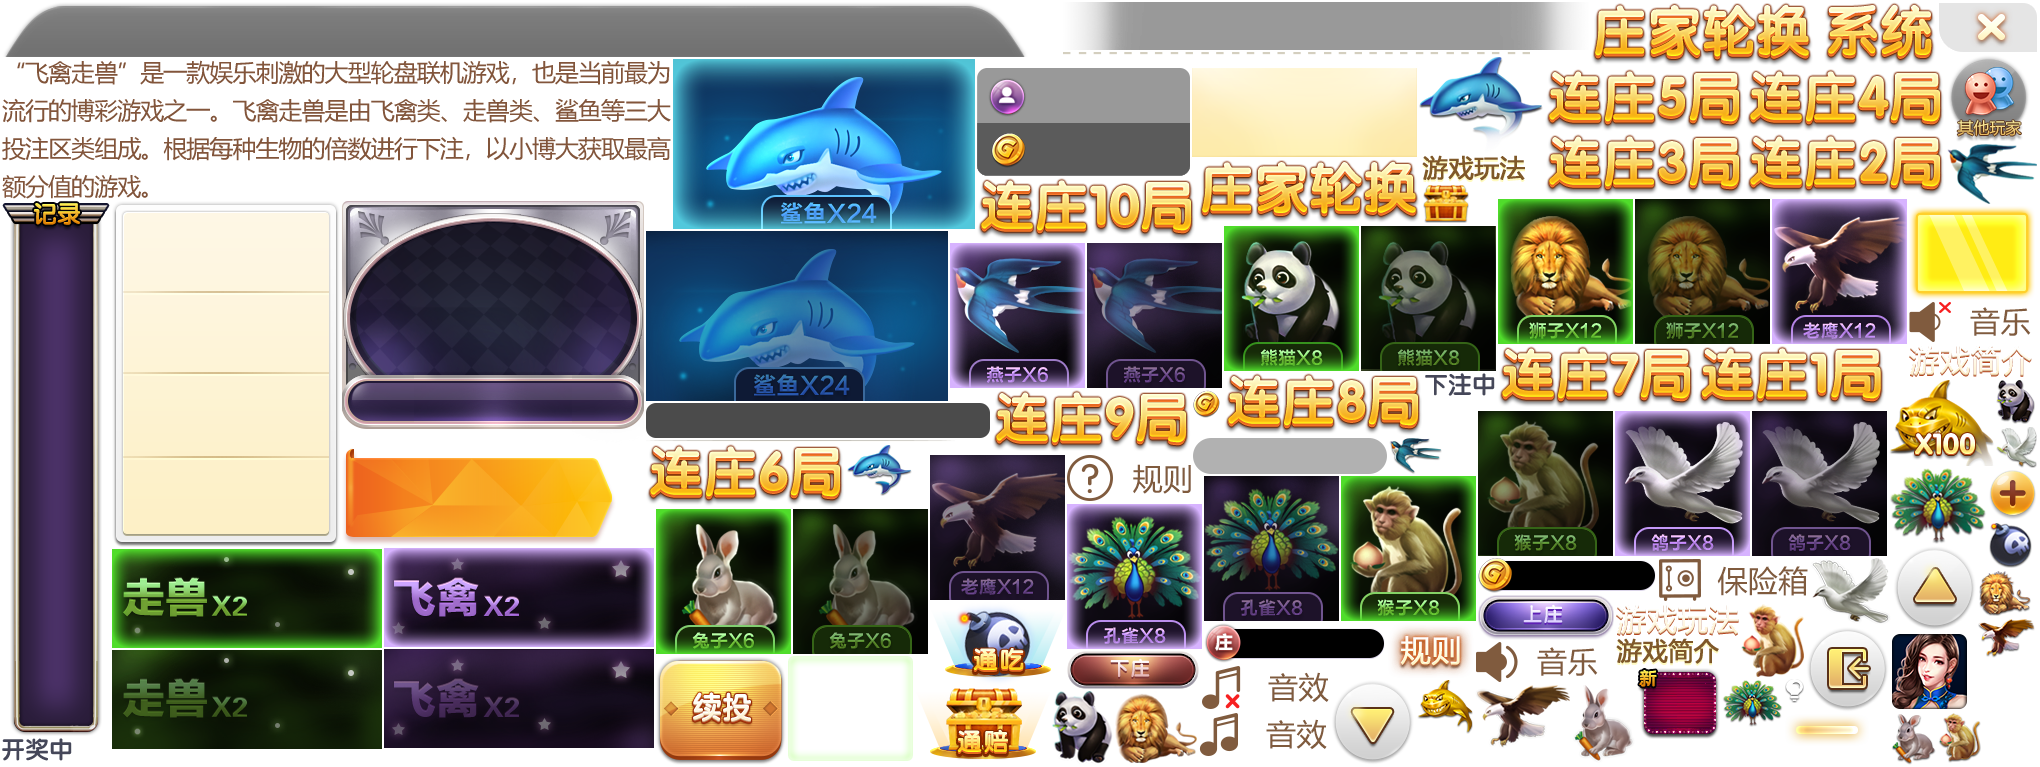 庄家轮换 系统
“飞禽走兽”是一款娱乐刺激的大型轮盘联机游戏，也是当前最为
流行的博彩游戏之一。飞禽走兽是由飞禽类、走兽类、鲨鱼等三大
投注区类组成。根据每种生物的倍数进行下注，以小博大获取最高
额分值的游戏。
鲨鱼X24
连庄5局
连庄4局
其他玩家
连庄3局
连庄2局
游戏玩法
连庄10局
庄家轮换
记录
鲨鱼X24
燕子X6
燕子X6
熊猫X8
熊猫X8
狮子X12
狮子X12
老鹰X12
音乐
游戏简介
下注中
连庄7局
连庄1局
连庄9局
连庄8局
X100
连庄6局
规则
老鹰X12
孔雀X8
孔雀X8
猴子X8
猴子X8
鸽子X8
鸽子X8
走兽X2
飞禽X2
兔子X6
兔子X6
保险箱
上庄
游戏玩法
游戏简介
庄
规则
音乐
通吃
下庄
走兽X2
飞禽X2
续投
新
音效
音效
通赔
开奖中